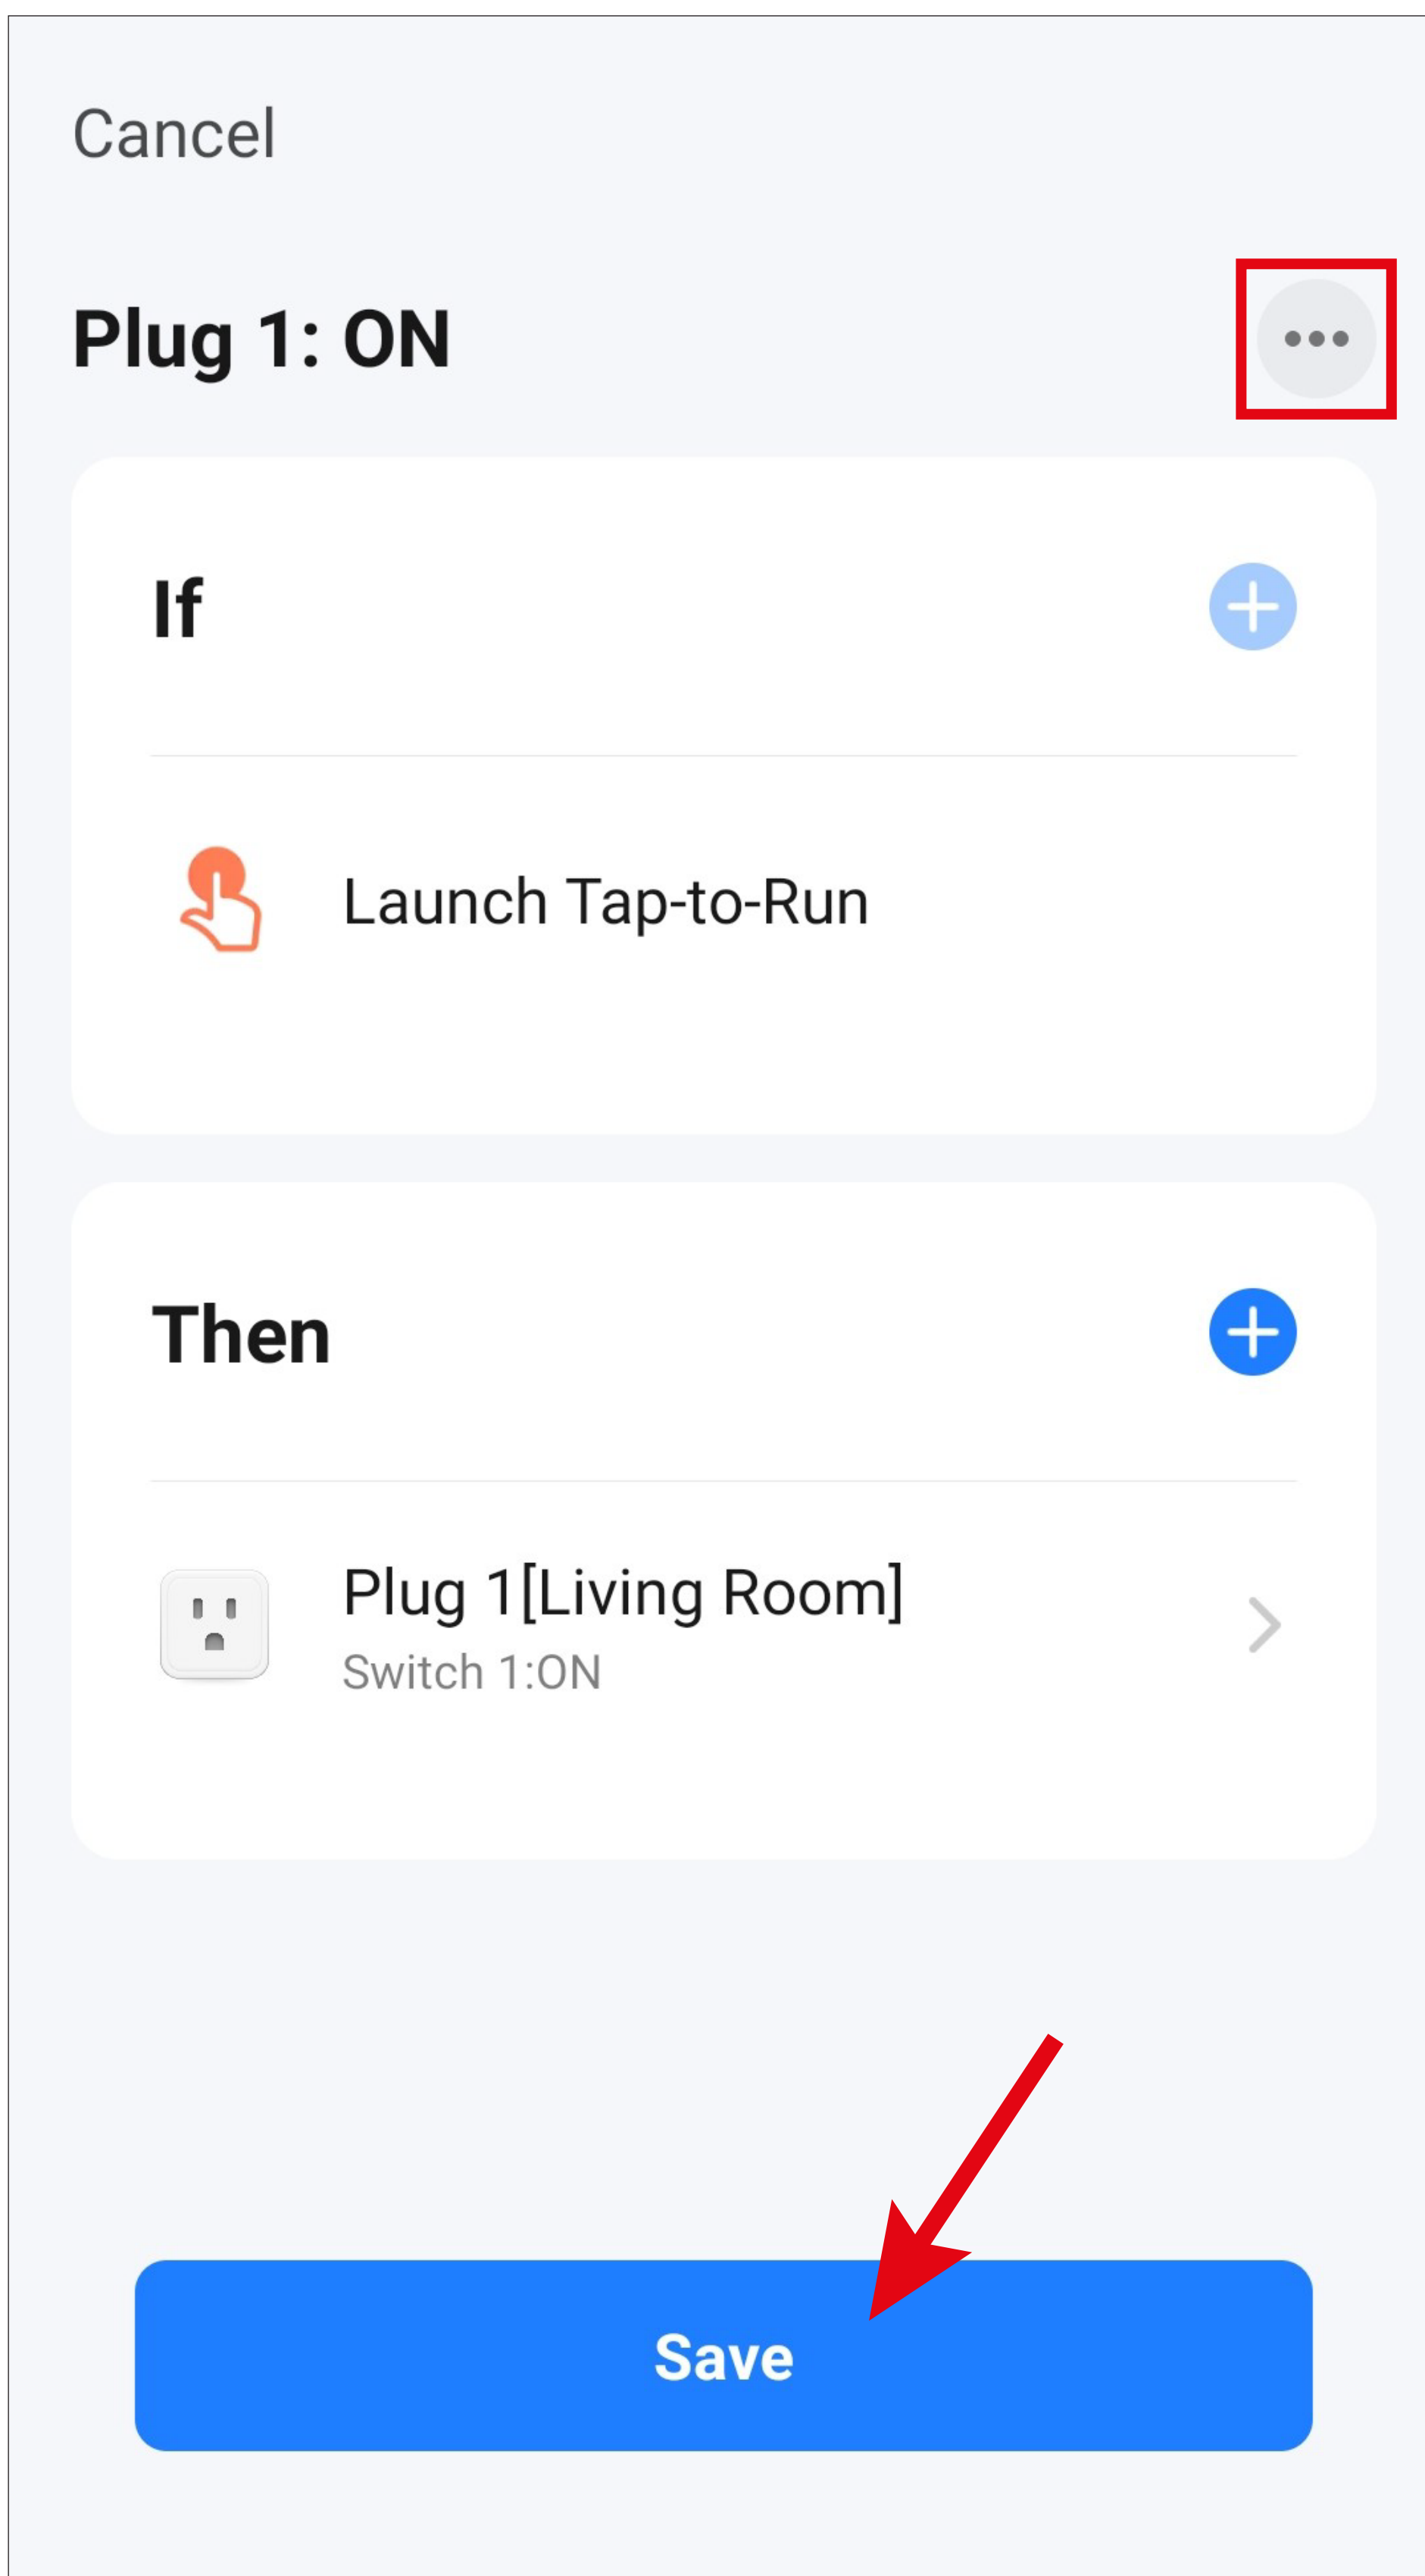 Cancel
Plug 1: ON
If
Launch Tap-to-Run
Then
Plug 1[Living Room]
Switch 1:ON
Save